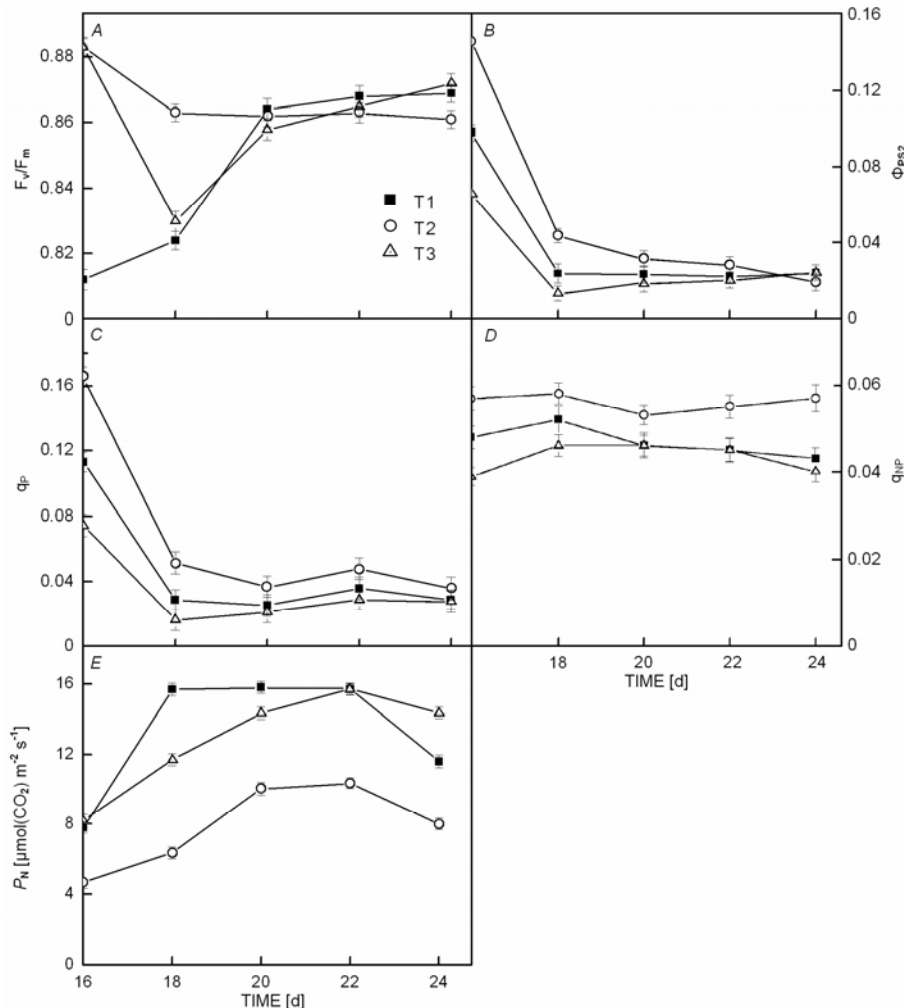 A
B
0.88
0.86
0.84
0.82
0
Fv/Fm
T1
T2
T3
0.16
0.12
0.08
0.04
0
ΦPS2
C
D
0.16
0.12
0.08
0.04
0
qP
0.06
0.04
0.02
0
qNP
18 20 22 24
TIME [d]
E
16
12
8
4
0
PN [µmol(CO2) m-2 s-1)
16 18 20 22 24
TIME [d]